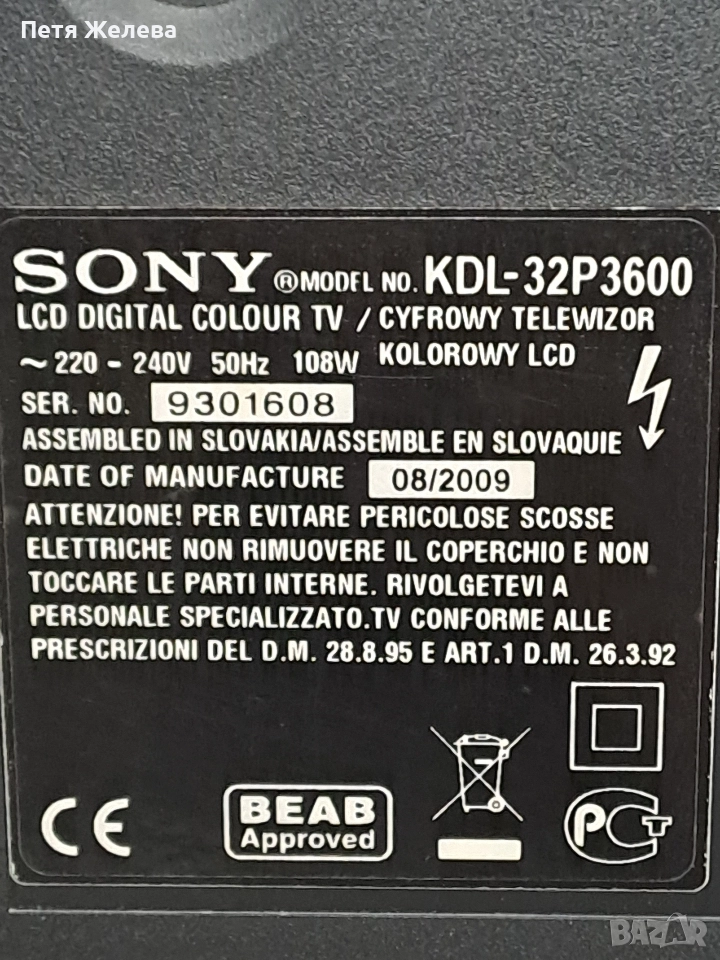 Петя Желева
SONY ® MODEL NO. KDL-32P3600
LCD DIGITAL COLOUR TV / CYFROWY TELEWIZOR
~ 220 - 240V 50Hz 108W KOLOROWY LCD
SER. NO. 9301608
ASSEMBLED IN SLOVAKIA/ASSEMBLE EN SLOVAQUIE
DATE OF MANUFACTURE 08/2009
ATTENZIONE! PER EVITARE PERICOLOSE SCOSSE
ELETTRICHE NON RIMUOVERE IL COPERCHIO E NON
TOCCARE LE PARTI INTERNE. RIVOLGETEVI A
PERSONALE SPECIALIZZATO.TV CONFORME ALLE
PRESCRIZIONI DEL D.M. 28.8.95 E ART.1 D.M. 26.3.92
CE
BEAB
Approved
PCT
BAZAR